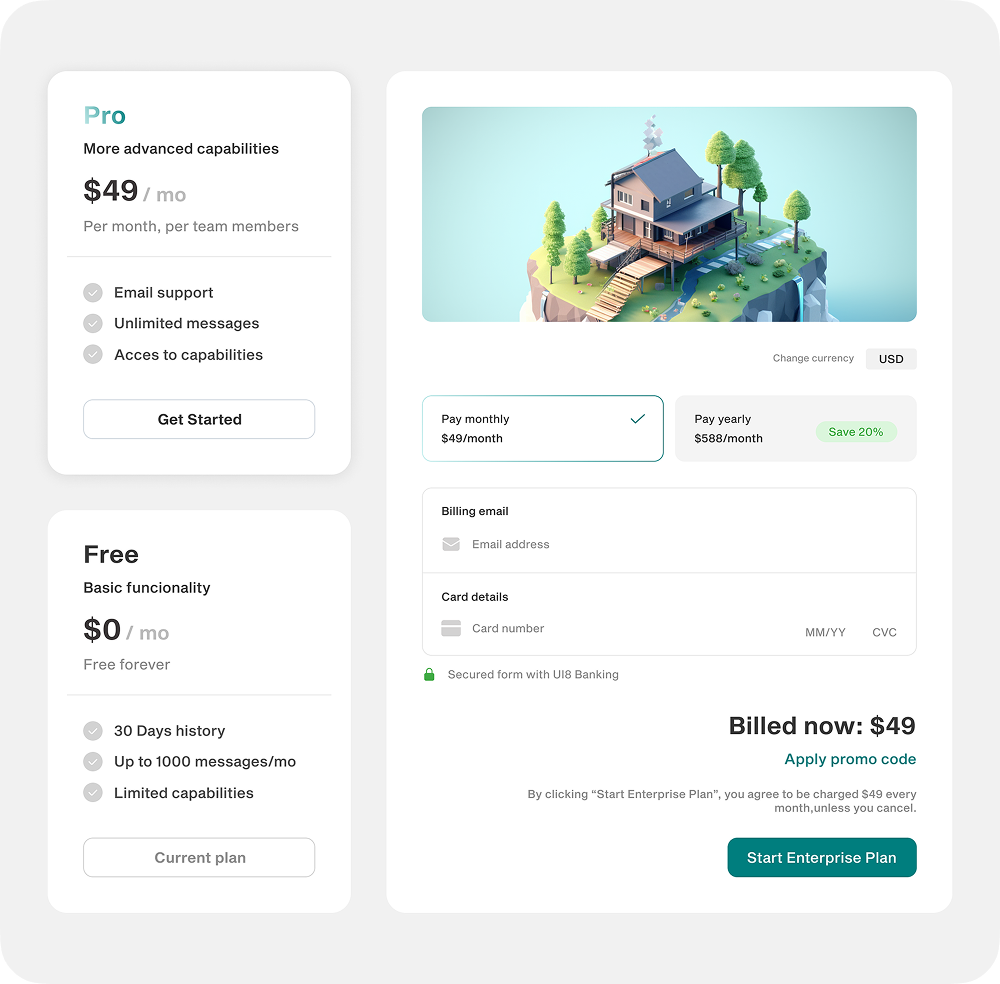 Pro
More advanced capabilities
$49 / mo
Per month, per team members
Email support
Unlimited messages
Acces to capabilities
Get Started
Free
Basic funcionality
$0 / mo
Free forever
30 Days history
Up to 1000 messages/mo
Limited capabilities
Current plan
Change currency USD
Pay monthly
$49/month
Pay yearly
$588/month
Save 20%
Billing email
Email address
Card details
Card number MM/YY CVC
Secured form with UI8 Banking
Billed now: $49
Apply promo code
By clicking “Start Enterprise Plan”, you agree to be charged $49 every
month,unless you cancel.
Start Enterprise Plan